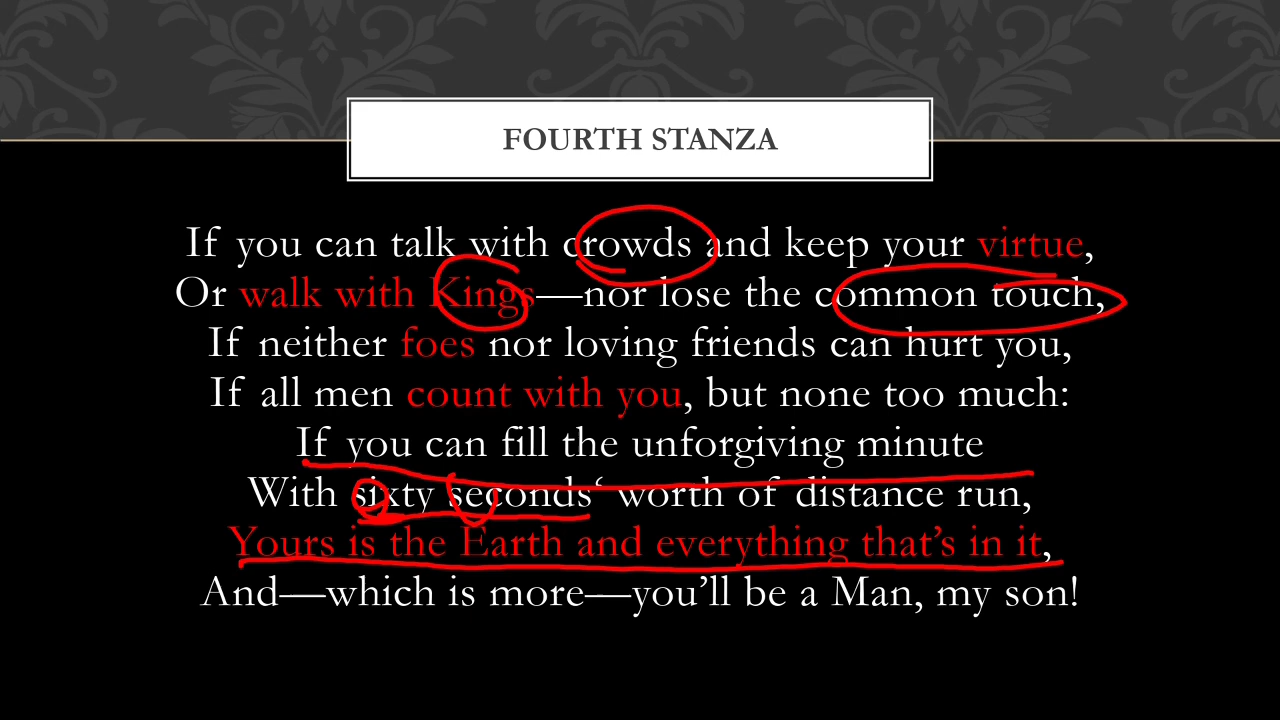 FOURTH STANZA
If you can talk with crowds and keep your virtue,
Or walk with Kings—nor lose the common touch,
If neither foes nor loving friends can hurt you,
If all men count with you, but none too much:
If you can fill the unforgiving minute
With sixty seconds‘ worth of distance run,
Yours is the Earth and everything that’s in it,
And—which is more—you’ll be a Man, my son!